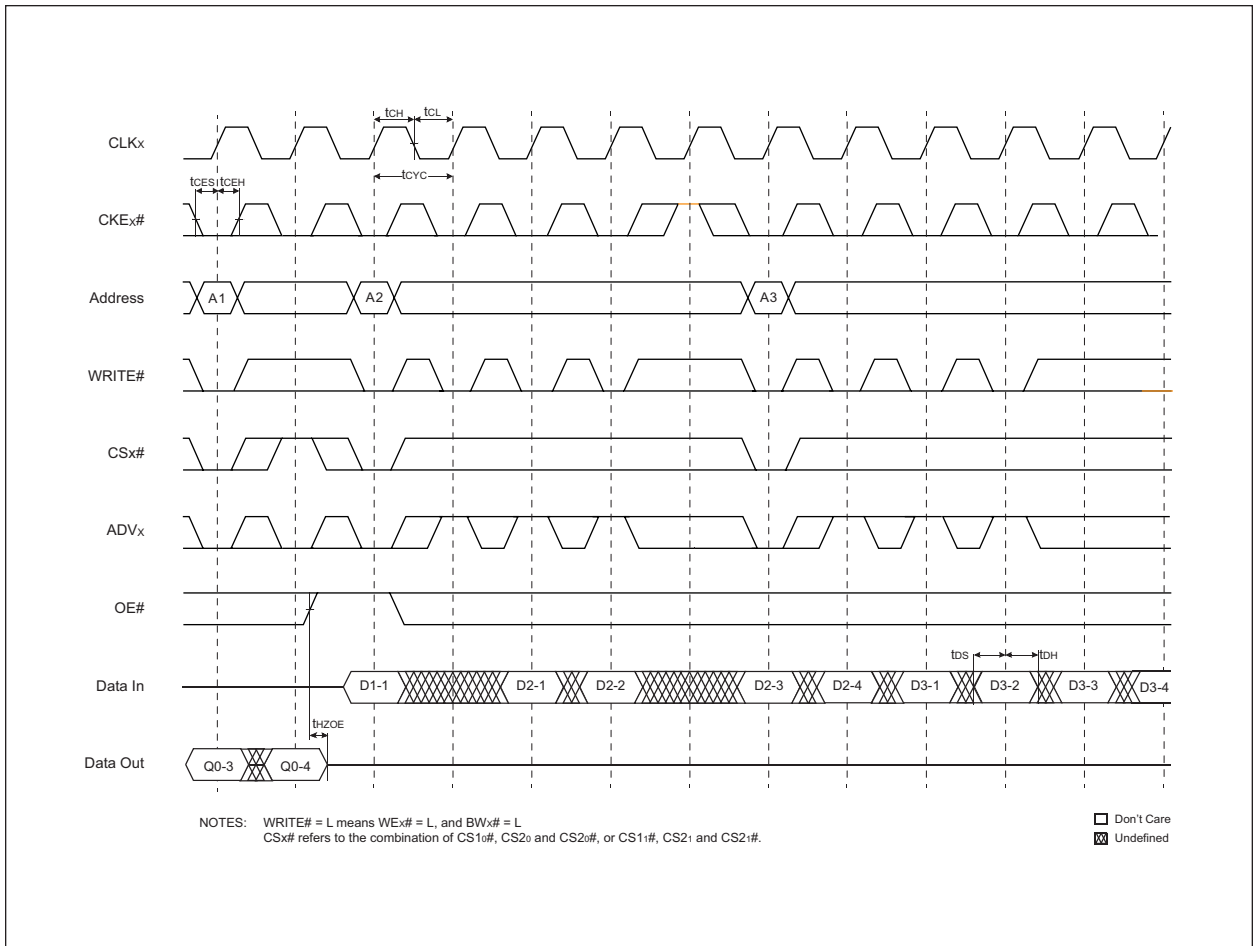 tCH tCL
CLKx
tCYC
tCES tCEH
CKEx#
Address A1 A2 A3
WRITE#
CSx#
ADVx
OE#
tDS tDH
Data In D1-1 D2-1 D2-2 D2-3 D2-4 D3-1 D3-2 D3-3 D3-4
tHZOE
Data Out Q0-3 Q0-4
NOTES: WRITE# = L means WEx# = L, and BWx# = L
CSx# refers to the combination of CS10#, CS20 and CS20#, or CS11#, CS21 and CS21#.
Don't Care
Undefined